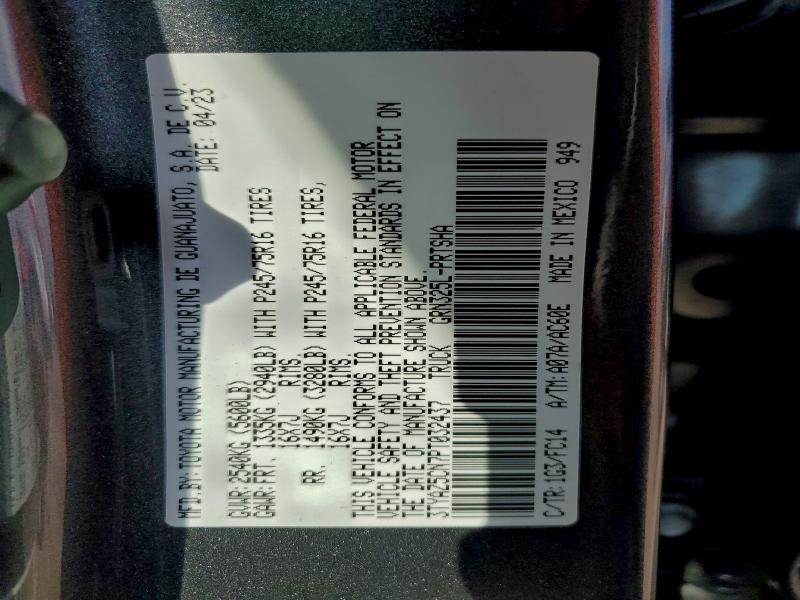 MFD.BY:TOYOTA MOTOR MANUFACTURING DE GUANAJUATO, S.A. DE C.V.
DATE: 04/23
GVWR:2540KG (5600LB)
GAWR:FRT. 1335KG (2940LB) WITH P245/75R16 TIRES
16X7J RIMS.
RR. 1490KG (3280LB) WITH P245/75R16 TIRES,
16X7J RIMS.
THIS VEHICLE CONFORMS TO ALL APPLICABLE FEDERAL MOTOR
VEHICLE SAFETY AND THEFT PREVENTION STANDARDS IN EFFECT ON
THE DATE OF MANUFACTURE SHOWN ABOVE.
3TYAZ5CN7PT032437 TRUCK GRN325L-PRTSHA
C/TR:1G3/FC14 A/TM:A07A/AC60E MADE IN MEXICO 949